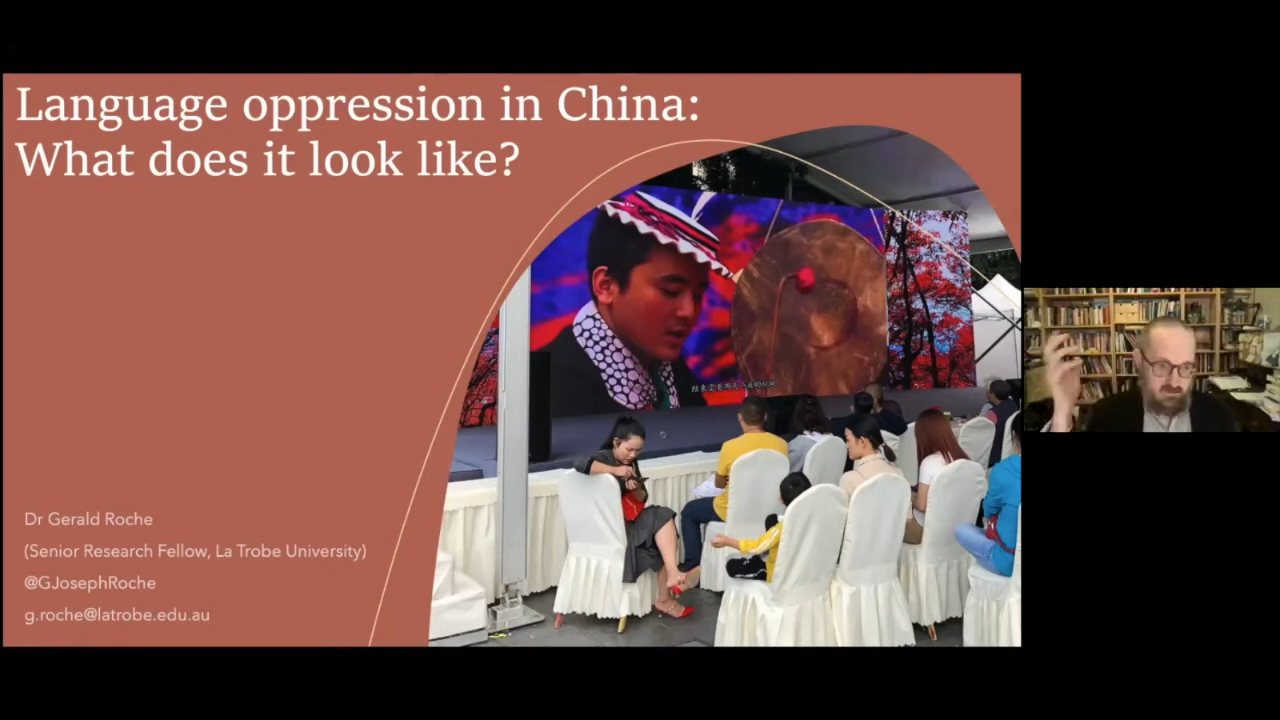 Language oppression in China:
What does it look like?
Dr Gerald Roche
(Senior Research Fellow, La Trobe University)
@GJosephRoche
g.roche@latrobe.edu.au